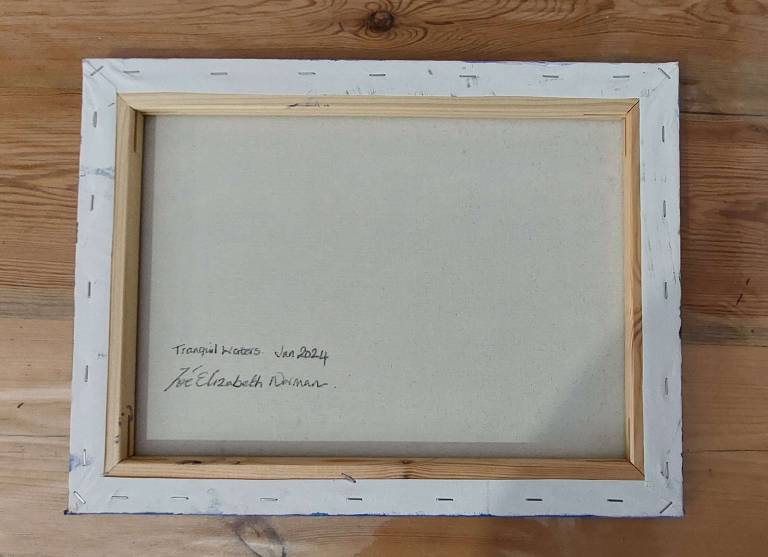 Tranquil Waters Jan 2024
Zoë Elizabeth Norman.